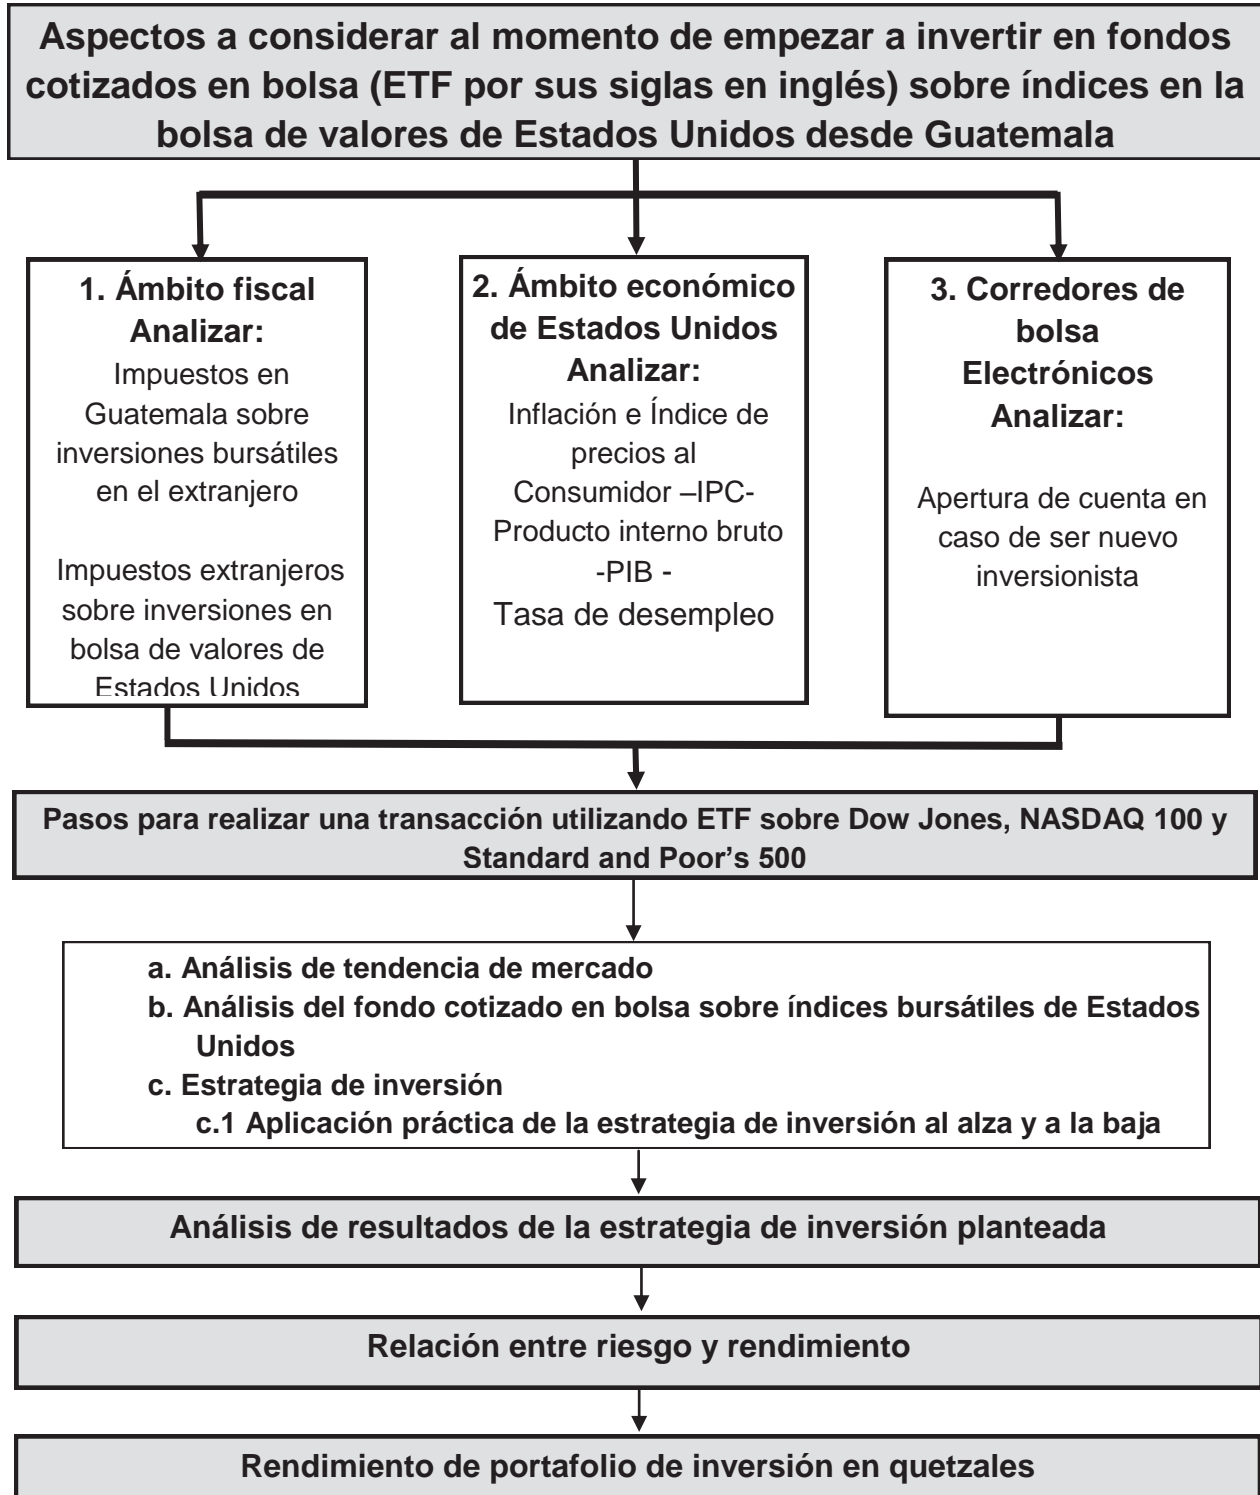 Aspectos a considerar al momento de empezar a invertir en fondos
cotizados en bolsa (ETF por sus siglas en inglés) sobre índices en la
bolsa de valores de Estados Unidos desde Guatemala
1. Ámbito fiscal
Analizar:
Impuestos en
Guatemala sobre
inversiones bursátiles
en el extranjero
Impuestos extranjeros
sobre inversiones en
bolsa de valores de
Estados Unidos
2. Ámbito económico
de Estados Unidos
Analizar:
Inflación e Índice de
precios al
Consumidor –IPC-
Producto interno bruto
-PIB -
Tasa de desempleo
3. Corredores de
bolsa
Electrónicos
Analizar:
Apertura de cuenta en
caso de ser nuevo
inversionista
Pasos para realizar una transacción utilizando ETF sobre Dow Jones, NASDAQ 100 y
Standard and Poor's 500
a. Análisis de tendencia de mercado
b. Análisis del fondo cotizado en bolsa sobre índices bursátiles de Estados
Unidos
c. Estrategia de inversión
c.1 Aplicación práctica de la estrategia de inversión al alza y a la baja
Análisis de resultados de la estrategia de inversión planteada
Relación entre riesgo y rendimiento
Rendimiento de portafolio de inversión en quetzales